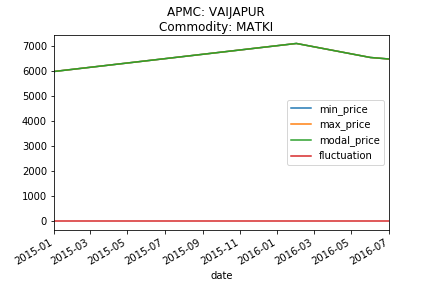 APMC: VAIJAPUR
Commodity: MATKI
7000
6000
5000
4000
3000
2000
1000
0
min_price
max_price
modal_price
fluctuation
2015-01
2015-03
2015-05
2015-07
2015-09
2015-11
2016-01
2016-03
2016-05
2016-07
date